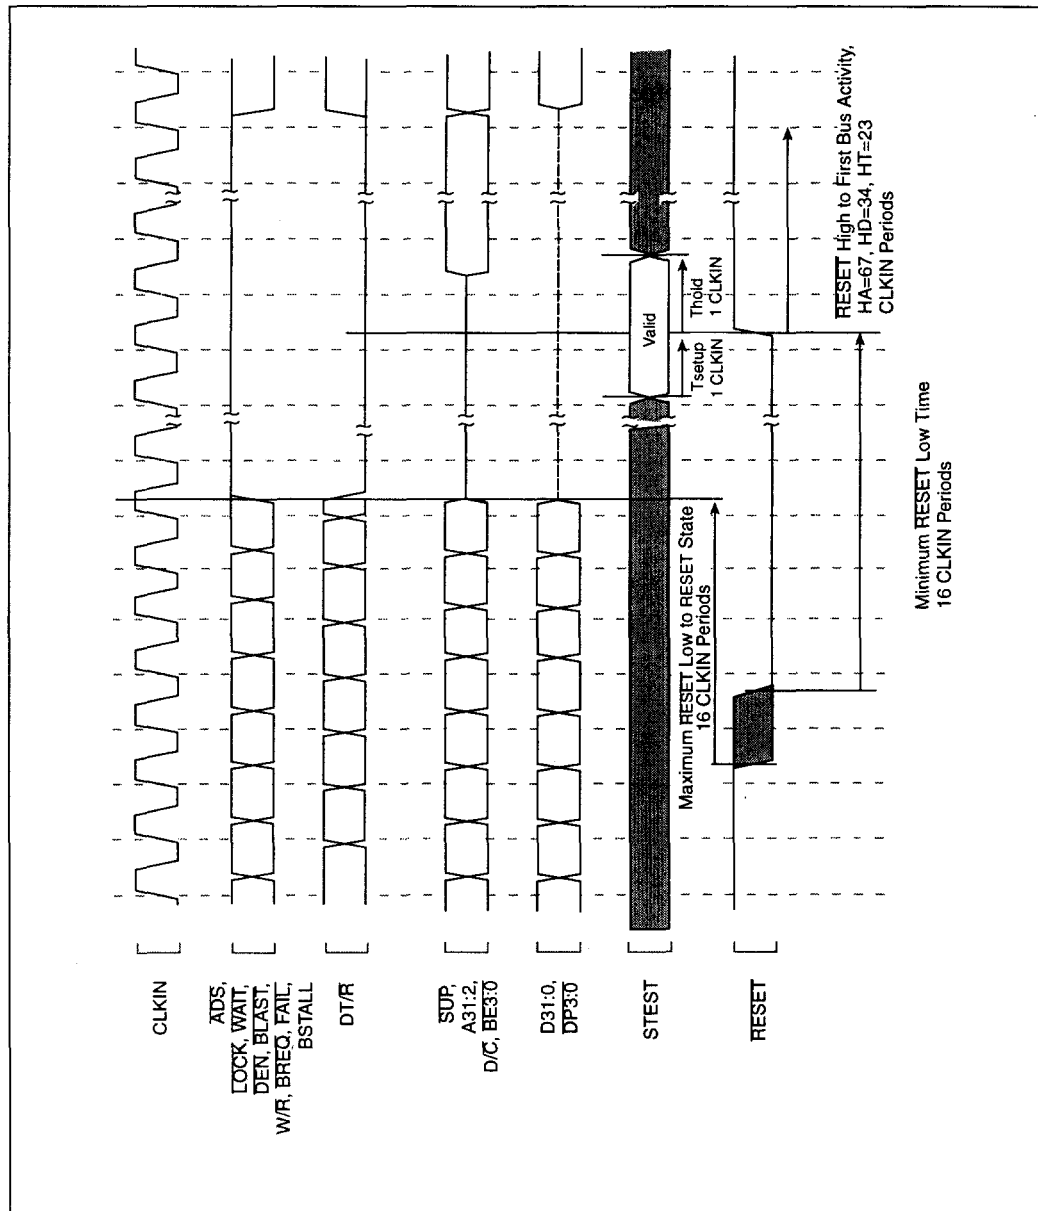 CLKIN
ADS,
LOCK, WAIT,
DEN, BLAST,
W/R, BREQ, FAIL,
BSTALL
DT/R
SUP,
A31:2,
D/C, BE3:0
D31:0,
DP3:0
STEST
Valid
Tsetup
1 CLKIN
Thold
1 CLKIN
RESET
Maximum RESET Low to RESET State
16 CLKIN Periods
Minimum RESET Low Time
16 CLKIN Periods
RESET High to First Bus Activity,
HA=67, HD=34, HT=23
CLKIN Periods